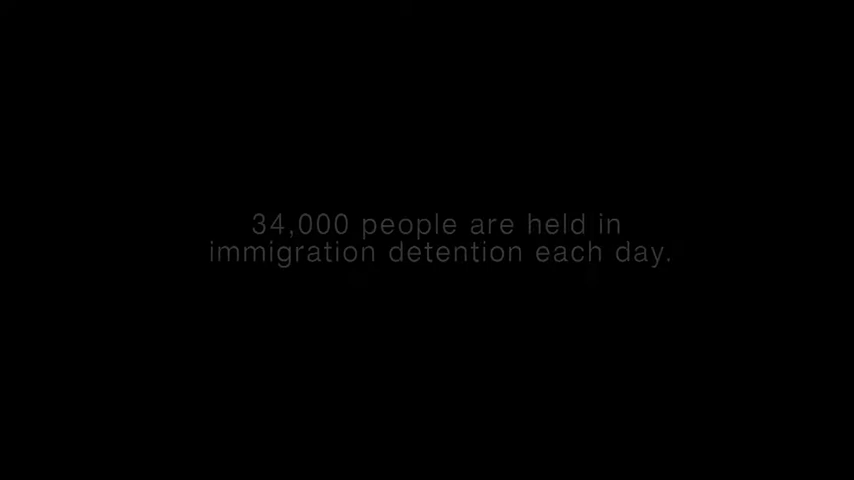 34,000 people are held in
immigration detention each day.